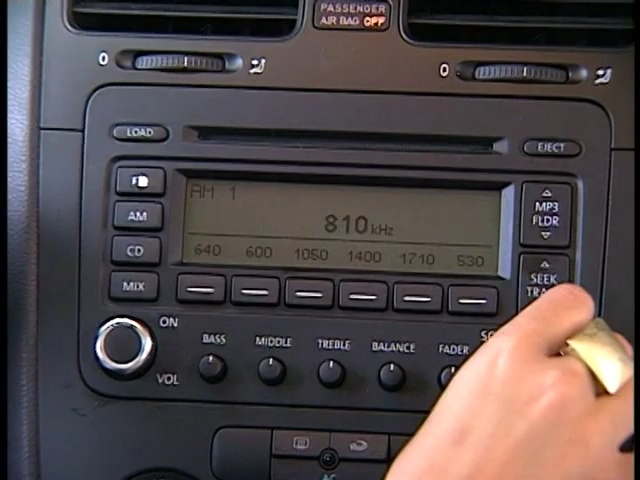 PASSENGER
AIR BAG OFF
0
0
LOAD
EJECT
AM 1
AM
810 kHz
MP3
FLDR
CD
640 600 1050 1400 1710 530
SEEK
MIX
ON
BASS MIDDLE TREBLE BALANCE FADER
VOL